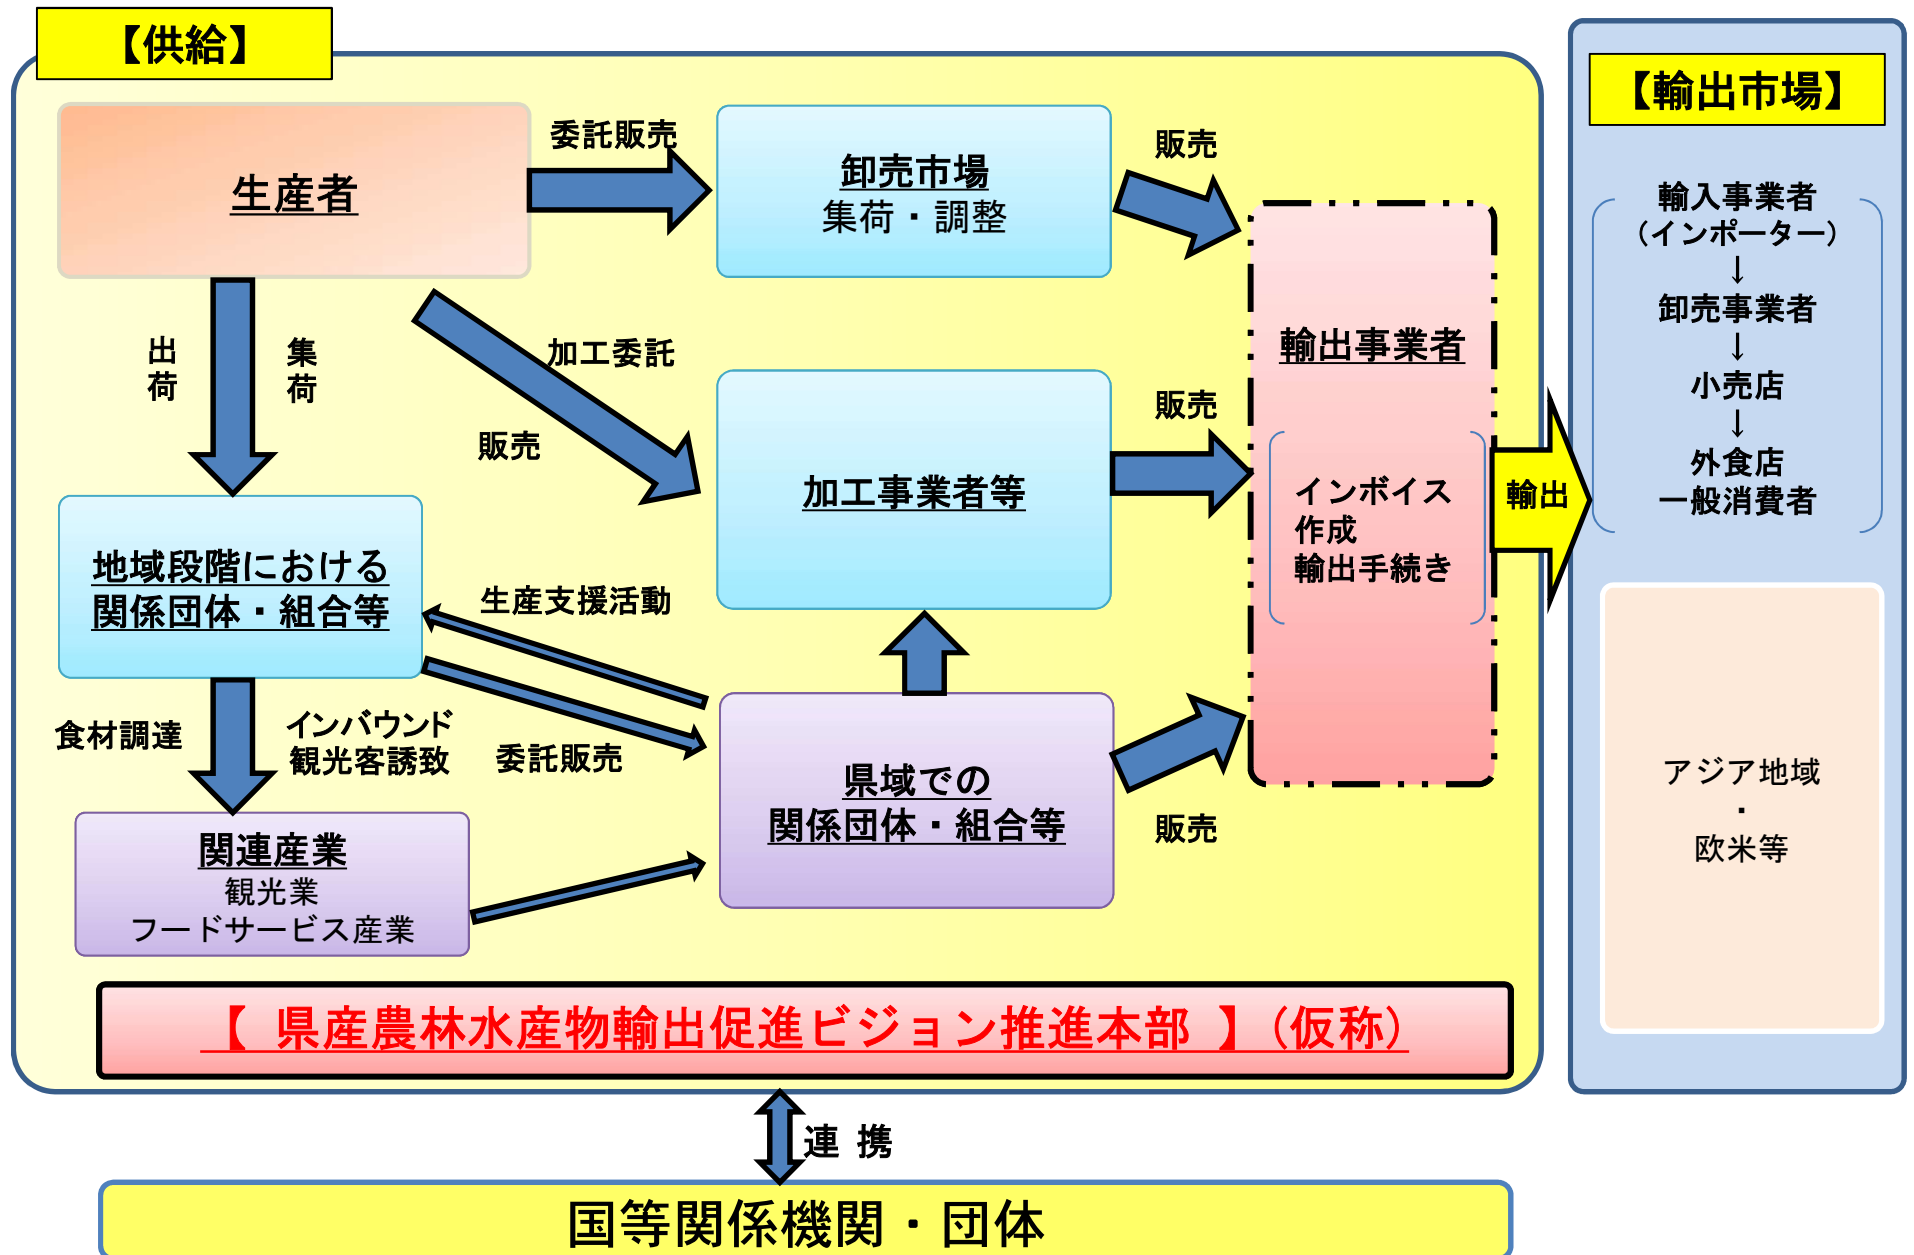 【供給】
生産者
委託販売
卸売市場
集荷・調整
販売
出荷
集荷
加工委託
販売
加工事業者等
販売
輸出事業者
インボイス
作成
輸出手続き
輸出
地域段階における
関係団体・組合等
生産支援活動
委託販売
食材調達
インバウンド
観光客誘致
関連産業
観光業
フードサービス産業
県域での
関係団体・組合等
販売
【 県産農林水産物輸出促進ビジョン推進本部 】（仮称）
連 携
国等関係機関・団体
【輸出市場】
輸入事業者
（インポーター）
↓
卸売事業者
↓
小売店
↓
外食店
一般消費者
アジア地域
・
欧米等